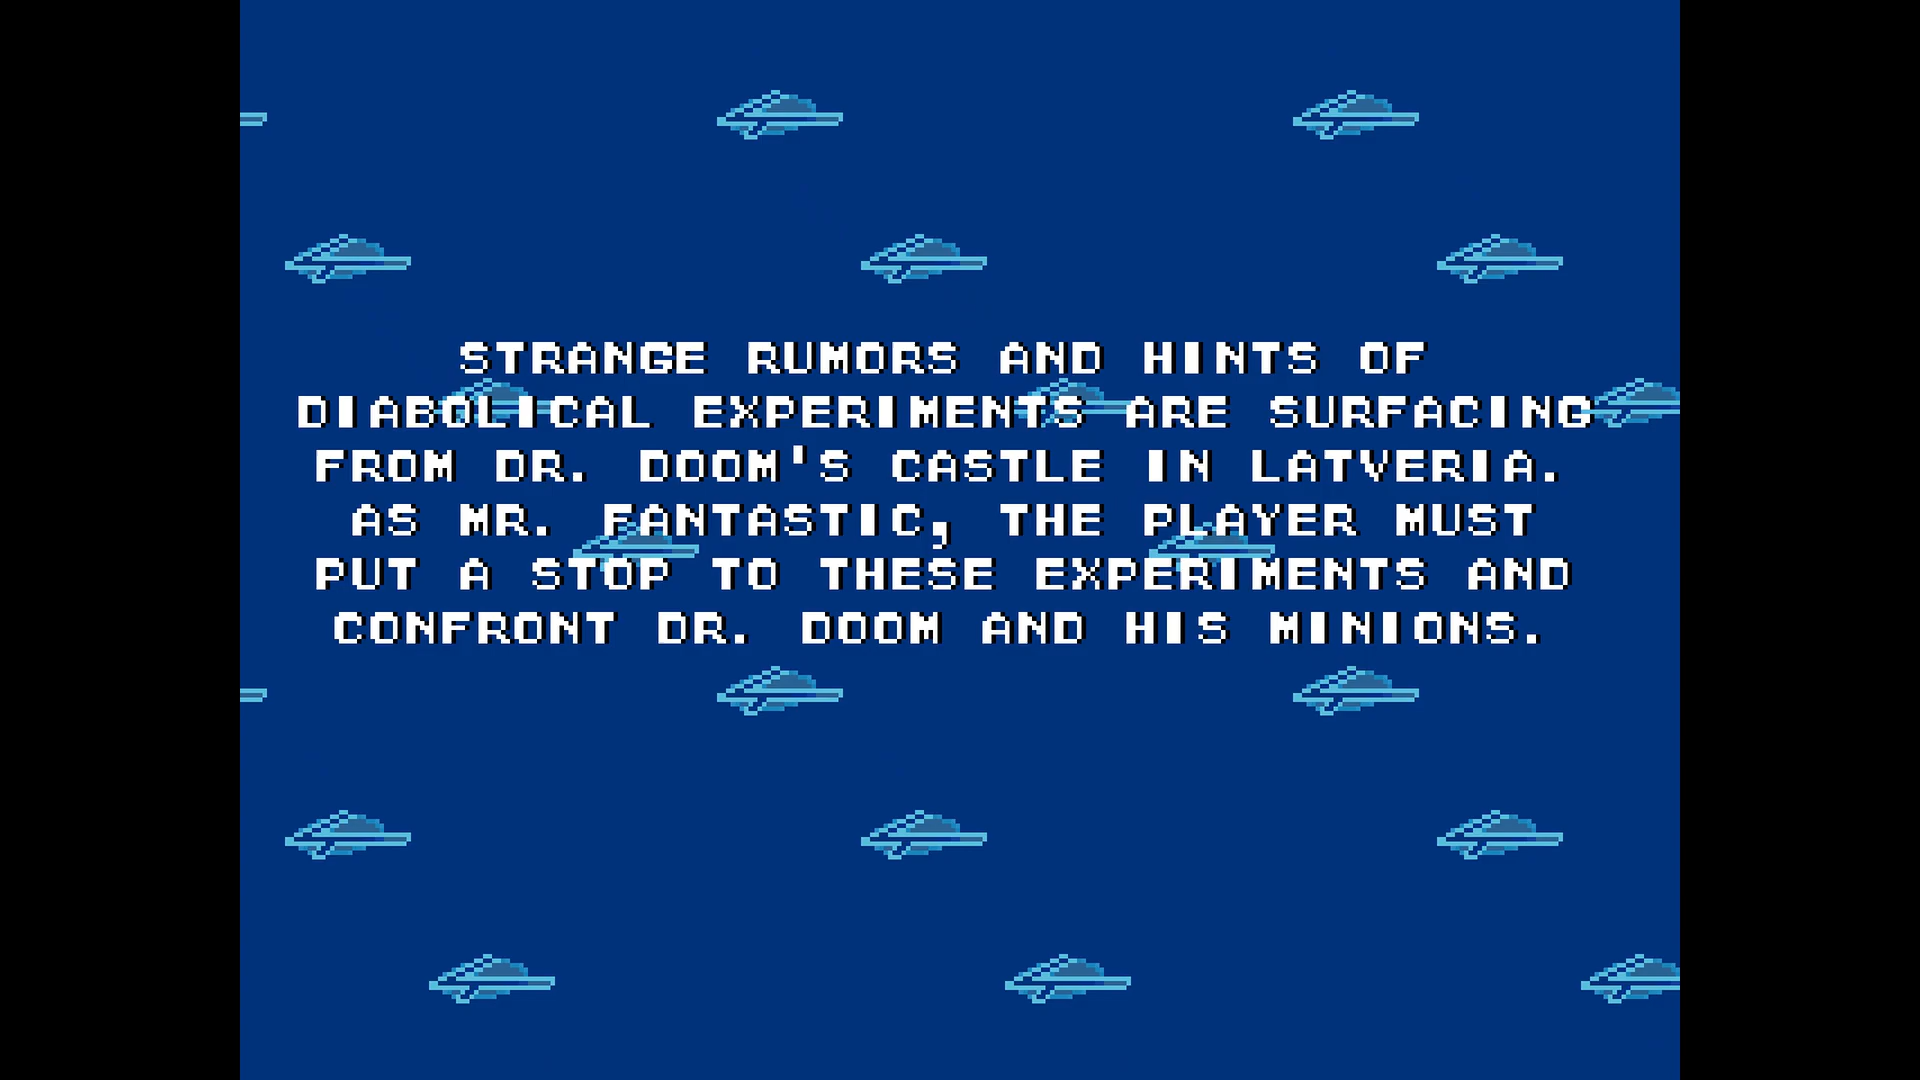 STRANGE RUMORS AND HINTS OF
DIABOLICAL EXPERIMENTS ARE SURFACING
FROM DR. DOOM'S CASTLE IN LATVERIA.
AS MR. FANTASTIC, THE PLAYER MUST
PUT A STOP TO THESE EXPERIMENTS AND
CONFRONT DR. DOOM AND HIS MINIONS.